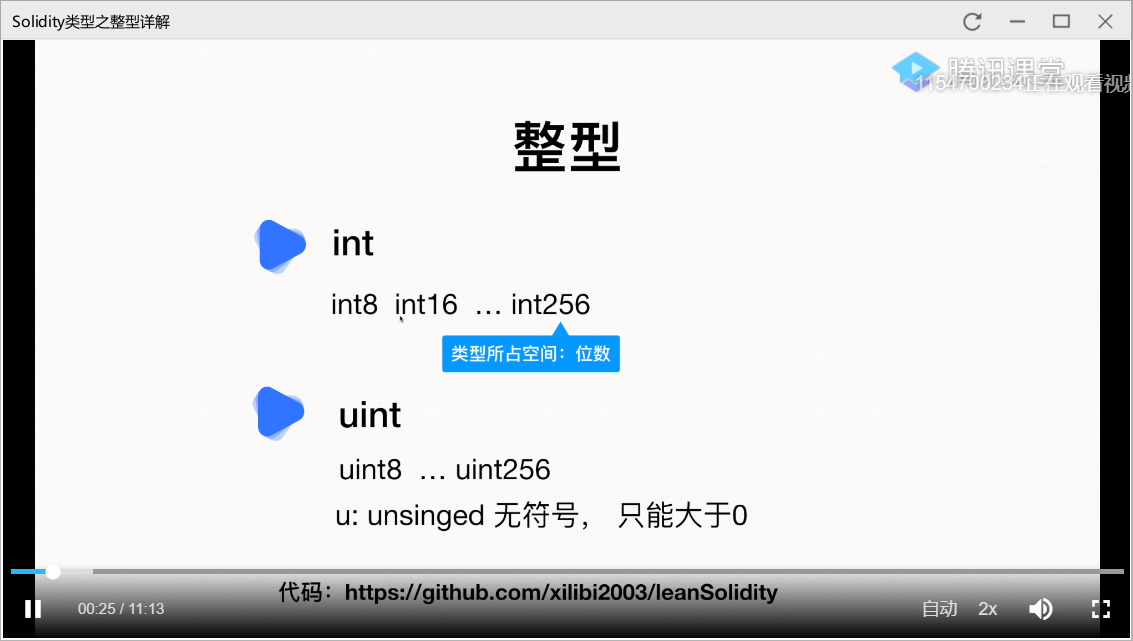 Solidity类型之整型详解
腾讯课堂
1154700234正在观看视频
整型
int
int8 int16 … int256
类型所占空间：位数
uint
uint8 … uint256
u: unsinged 无符号， 只能大于0
代码：https://github.com/xilibi2003/leanSolidity
00:25 / 11:13
自动 2x